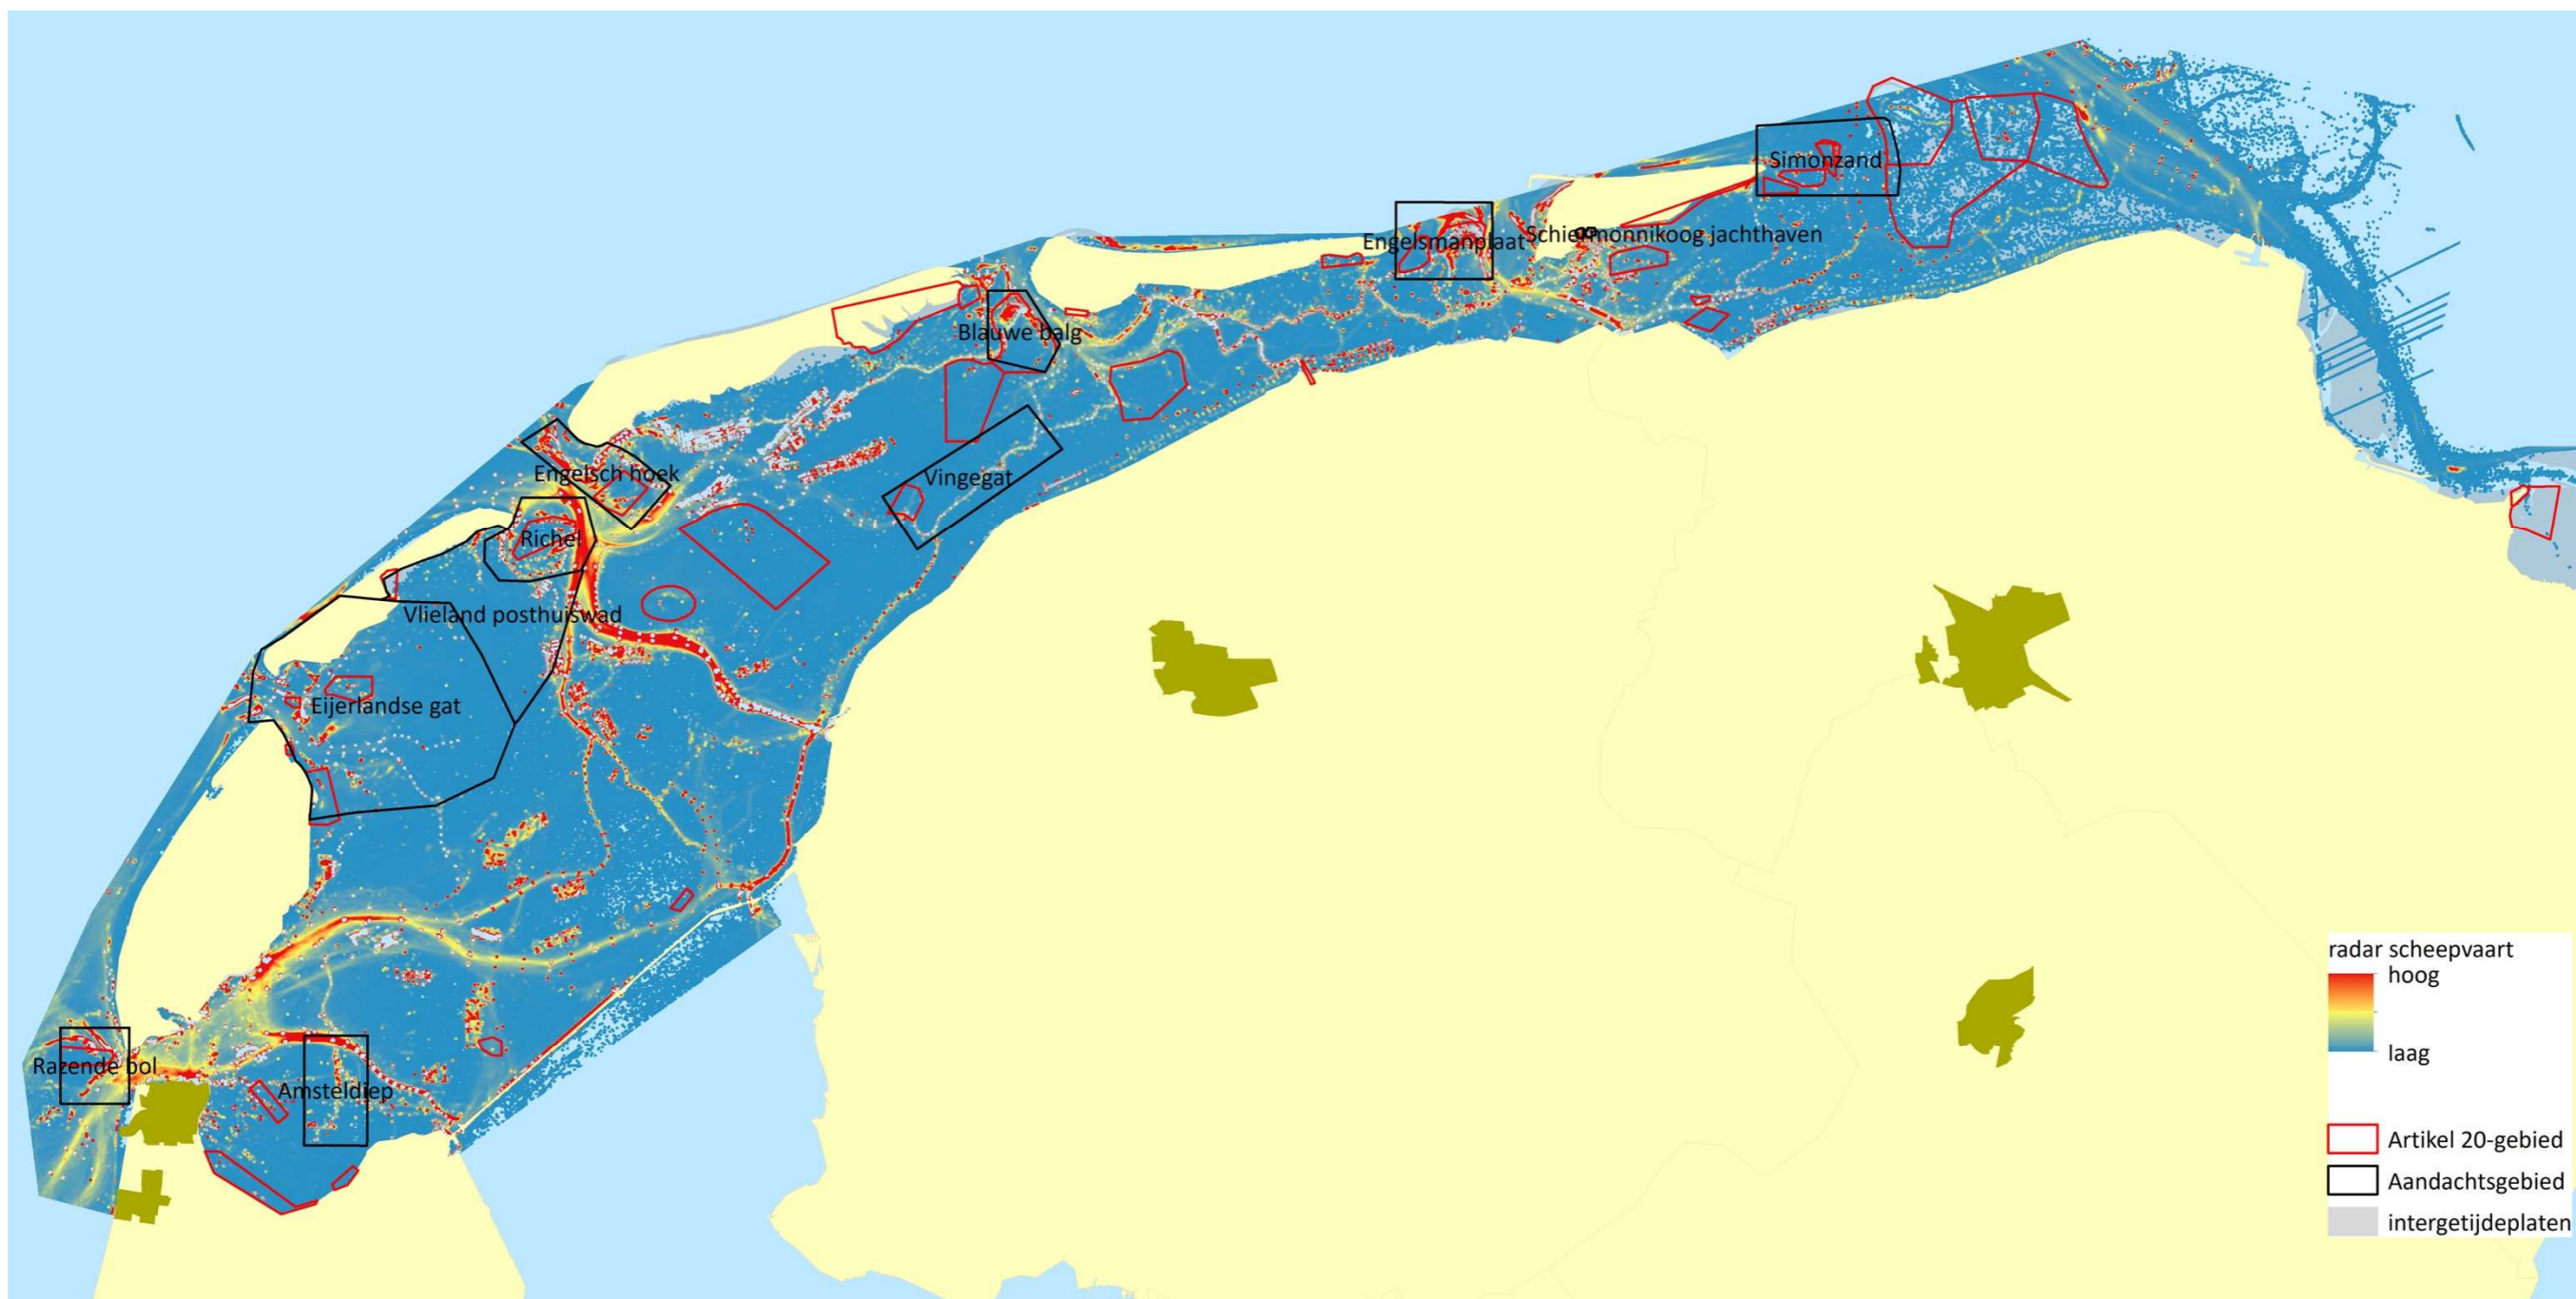 Simonzand
Engelsmanplaat
Schiermonnikoog jachthaven
Blauwe balg
Engelsch hoek
Vingegat
Richel
Vlieland posthuiswad
Eijerlandse gat
Razende bol
Amsteldiep
radar scheepvaart
hoog
laag
Artikel 20-gebied
Aandachtsgebied
intergetijdeplaten